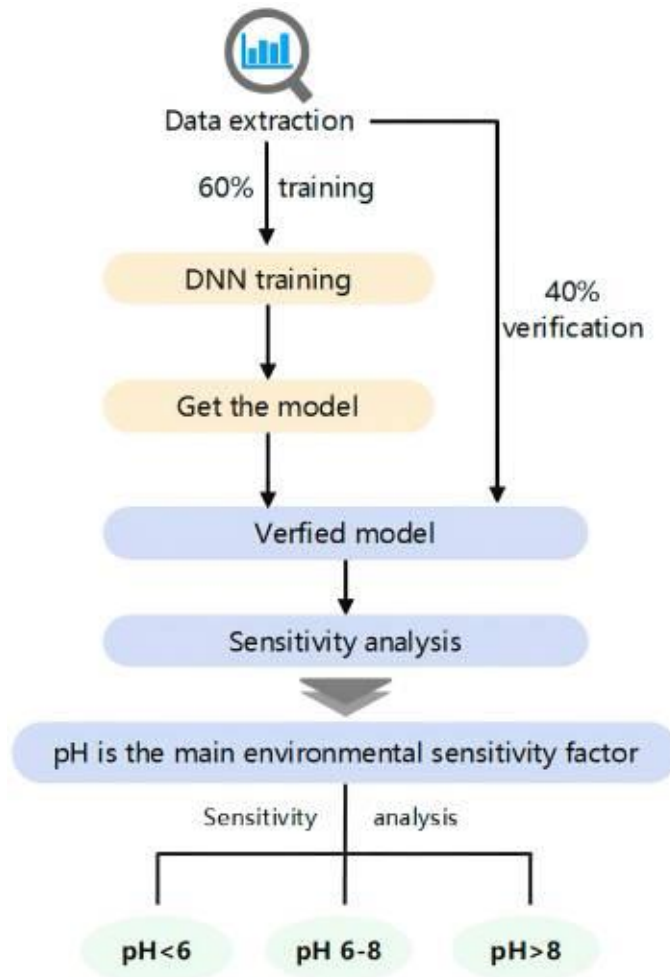 Data extraction
60% training
DNN training
40%
verification
Get the model
Verfied model
Sensitivity analysis
pH is the main environmental sensitivity factor
Sensitivity analysis
pH<6 pH 6-8 pH>8